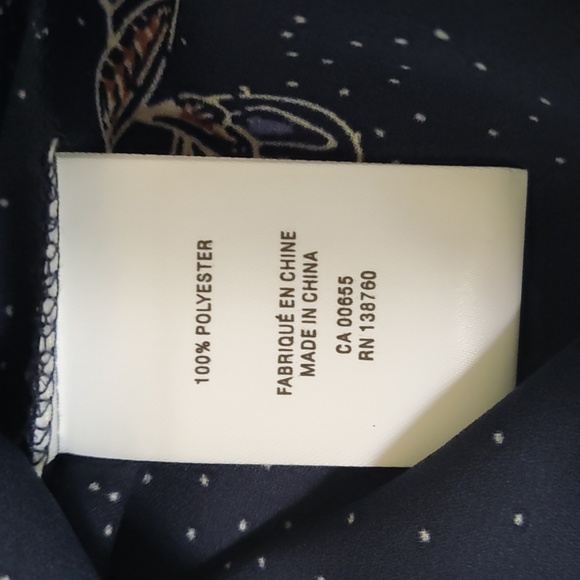 100% POLYESTER
FABRIQUÉ EN CHINE
MADE IN CHINA
CA 00655
RN 138760